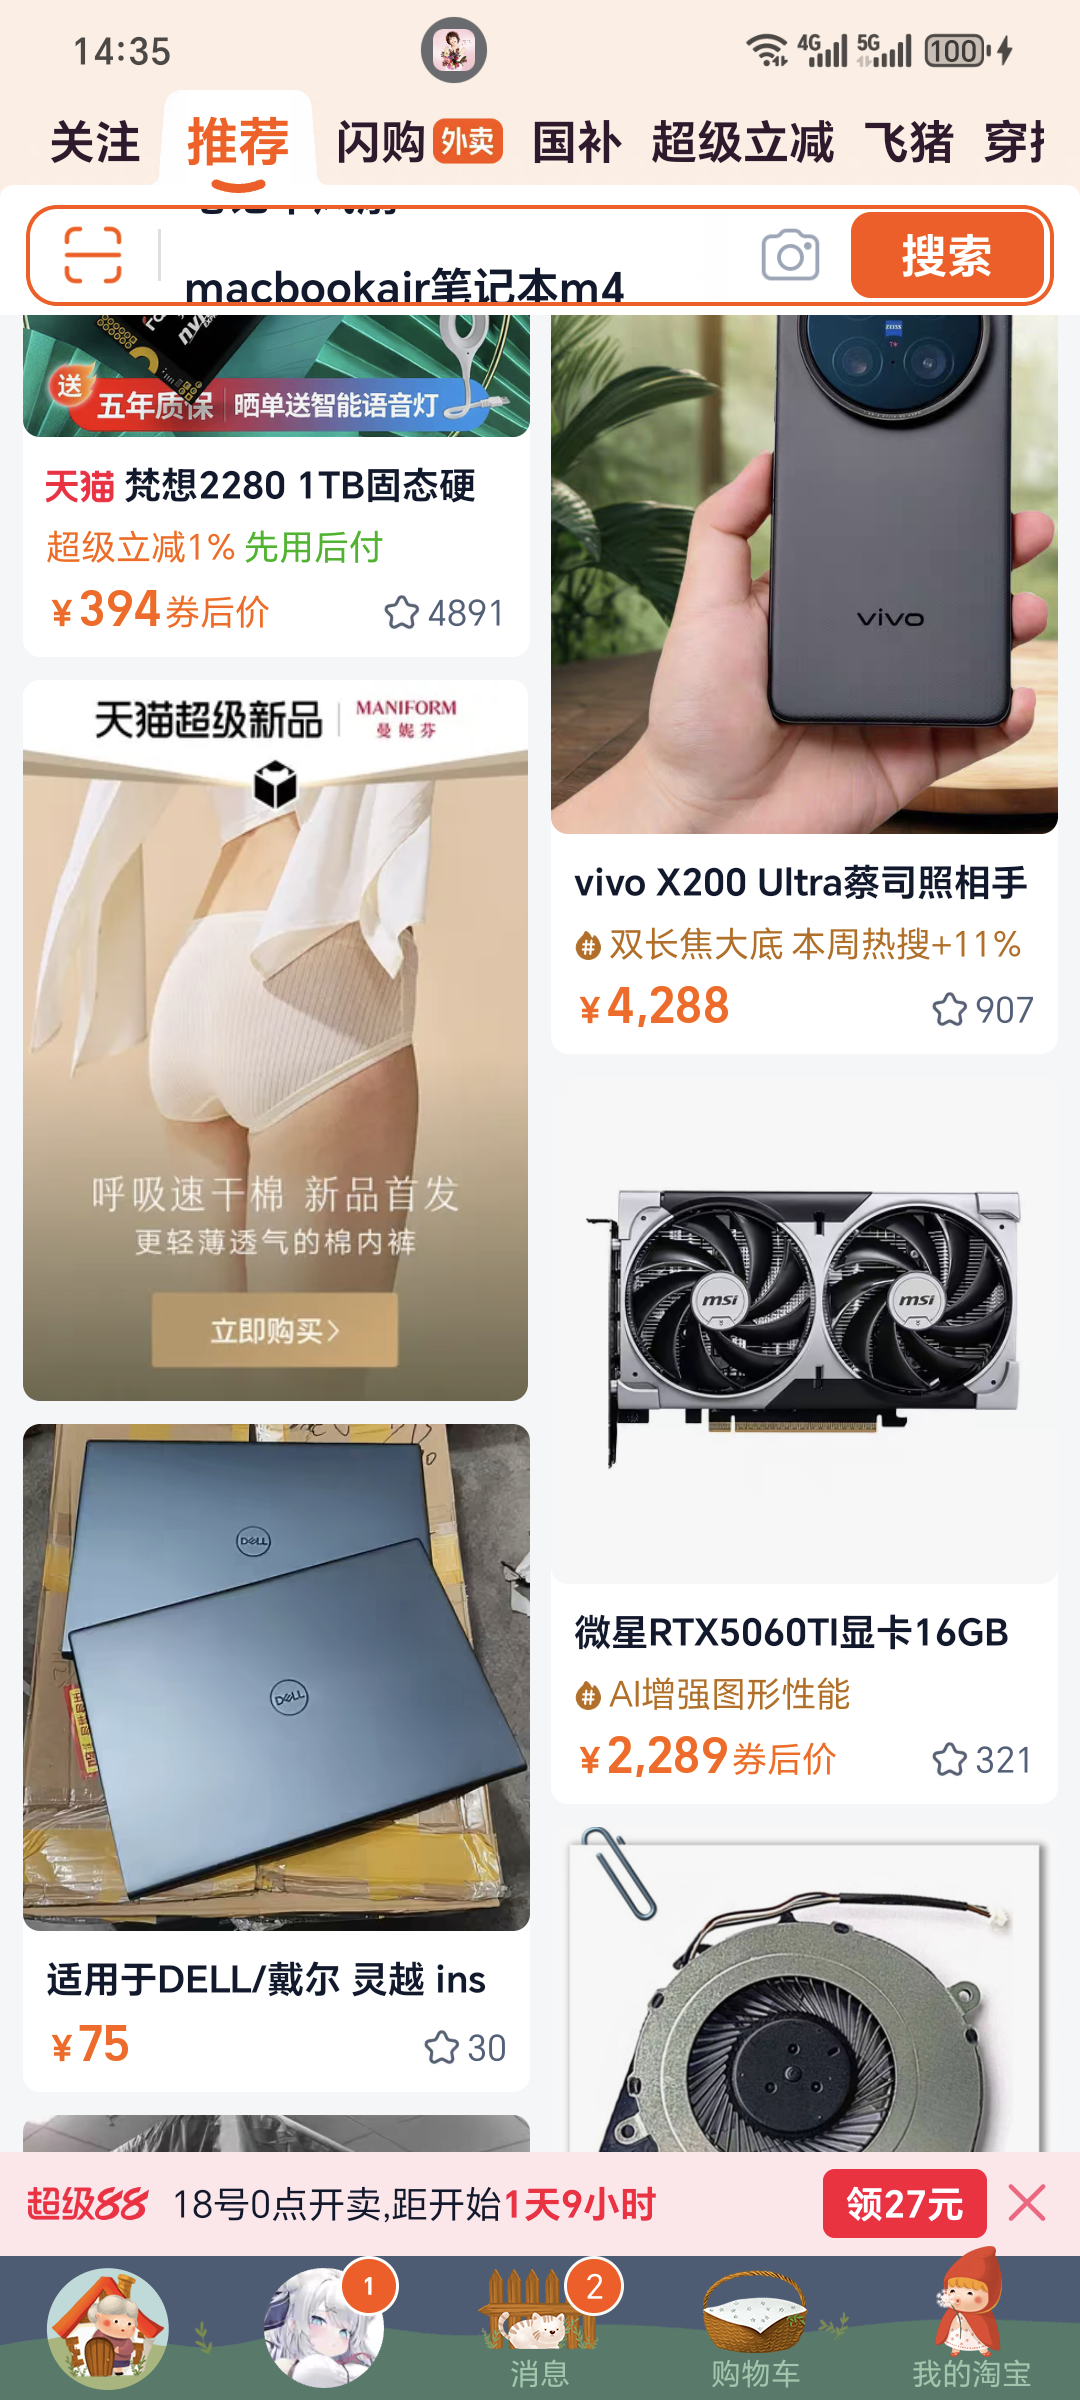 14:35
4G
5G
100
关注
推荐
闪购
外卖
国补
超级立减
飞猪
macbookair笔记本m4
搜索
送
五年质保
晒单送智能语音灯
天猫 梵想2280 1TB固态硬
超级立减1% 先用后付
¥394券后价
4891
天猫超级新品
MANIFORM
曼妮芬
呼吸速干棉 新品首发
更轻薄透气的棉内裤
立即购买>
DELL
DELL
适用于DELL/戴尔 灵越 ins
¥75
30
ZEISS
vivo
vivo X200 Ultra蔡司照相手
双长焦大底 本周热搜+11%
¥4,288
907
msi
msi
微星RTX5060TI显卡16GB
AI增强图形性能
¥2,289券后价
321
超级88
18号0点开卖,距开始1天9小时
领27元
1
2
消息
购物车
我的淘宝